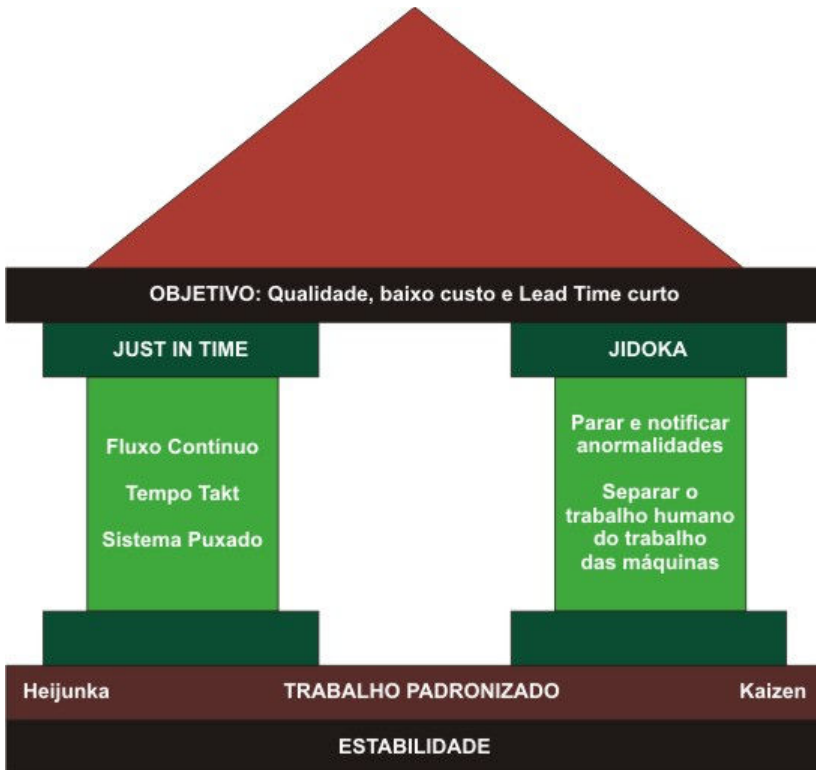 OBJETIVO: Qualidade, baixo custo e Lead Time curto
JUST IN TIME
Fluxo Contínuo
Tempo Takt
Sistema Puxado
JIDOKA
Parar e notificar
anormalidades
Separar o
trabalho humano
do trabalho
das máquinas
Heijunka
TRABALHO PADRONIZADO
Kaizen
ESTABILIDADE